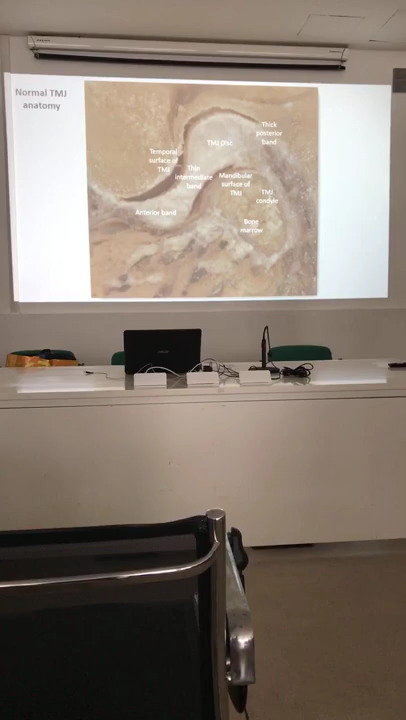 Normal TMJ
anatomy
Thick
posterior
band
TMJ Disc
Temporal
surface of
TMJ
Thin
intermediate
band
Mandibular
surface of
TMJ
TMJ
condyle
Anterior band
Bone
marrow